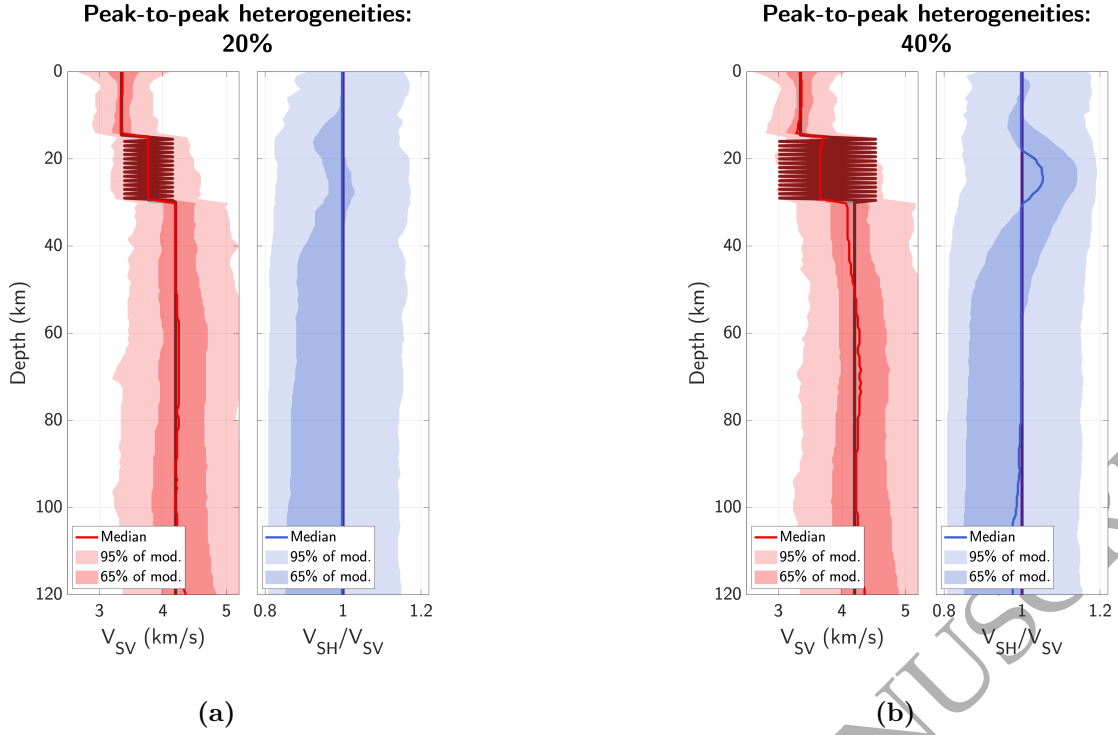 Peak-to-peak heterogeneities:
20%
0
20
40
60
80
100
120
Depth (km)
Median
95% of mod.
65% of mod.
3 4 5
V_SV (km/s)
Median
95% of mod.
65% of mod.
0.8 1 1.2
V_SH/V_SV
(a)
Peak-to-peak heterogeneities:
40%
0
20
40
60
80
100
120
Depth (km)
Median
95% of mod.
65% of mod.
3 4 5
V_SV (km/s)
Median
95% of mod.
65% of mod.
0.8 1 1.2
V_SH/V_SV
(b)